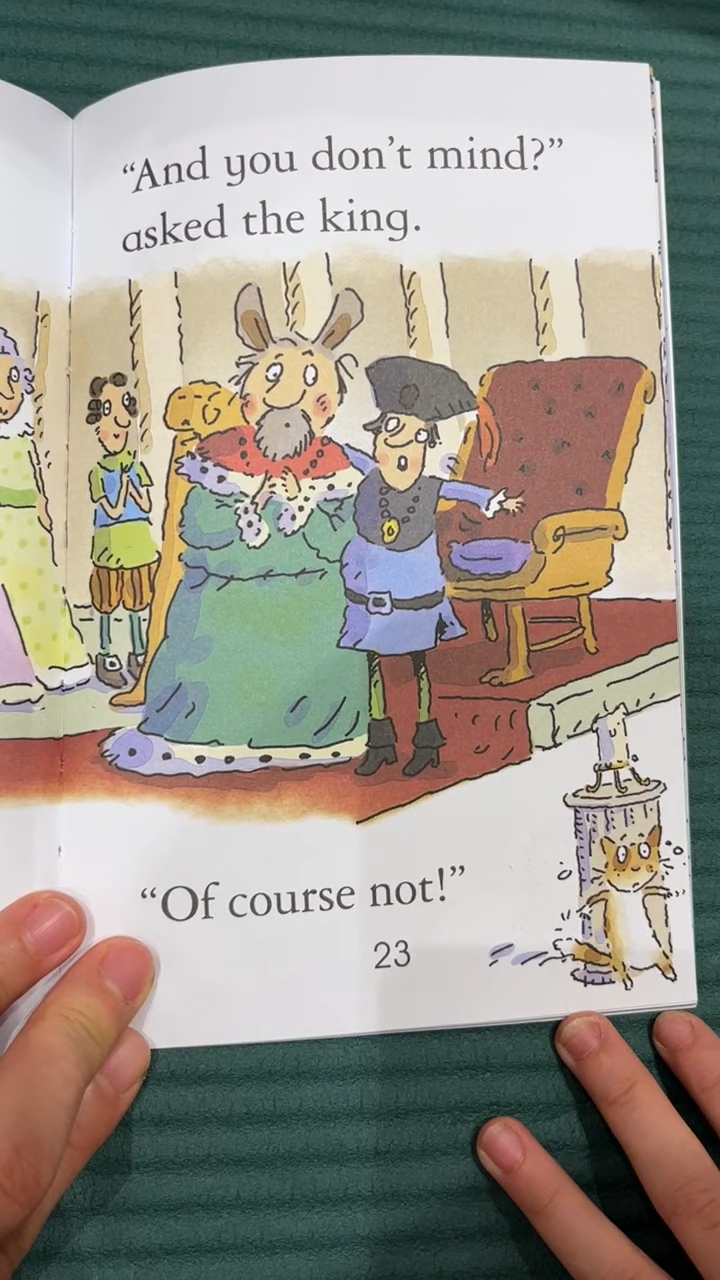 “And you don’t mind?”
asked the king.
“Of course not!”
23